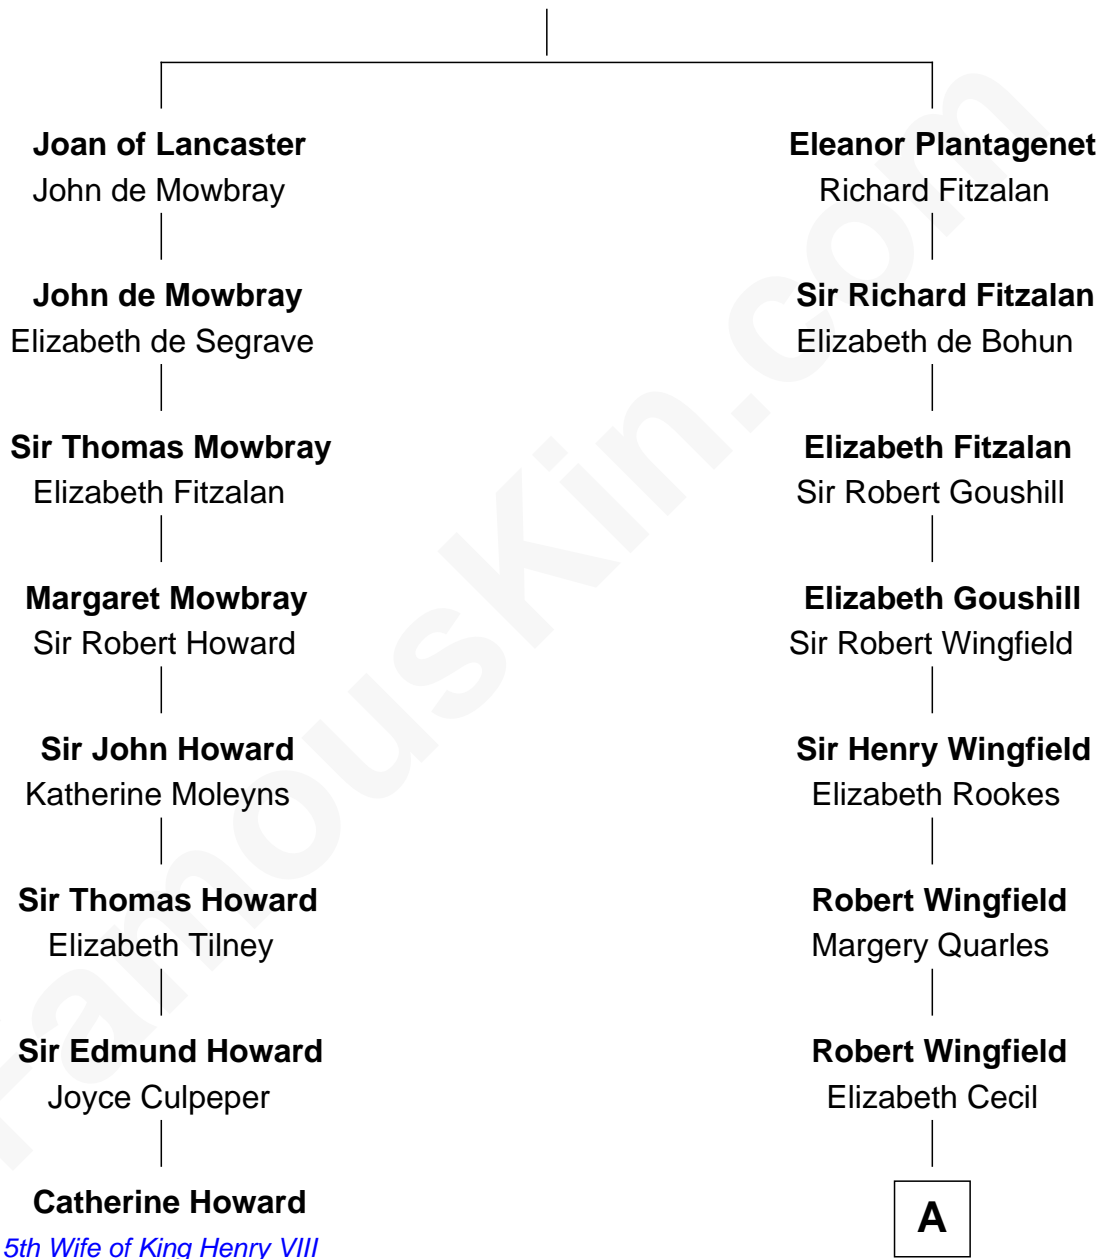 Joan of Lancaster
John de Mowbray
Eleanor Plantagenet
Richard Fitzalan
John de Mowbray
Elizabeth de Segrave
Sir Richard Fitzalan
Elizabeth de Bohun
Sir Thomas Mowbray
Elizabeth Fitzalan
Elizabeth Fitzalan
Sir Robert Goushill
Margaret Mowbray
Sir Robert Howard
Elizabeth Goushill
Sir Robert Wingfield
Sir John Howard
Katherine Moleyns
Sir Henry Wingfield
Elizabeth Rookes
Sir Thomas Howard
Elizabeth Tilney
Robert Wingfield
Margery Quarles
Sir Edmund Howard
Joyce Culpeper
Robert Wingfield
Elizabeth Cecil
Catherine Howard
5th Wife of King Henry VIII
A
FamousKin.com